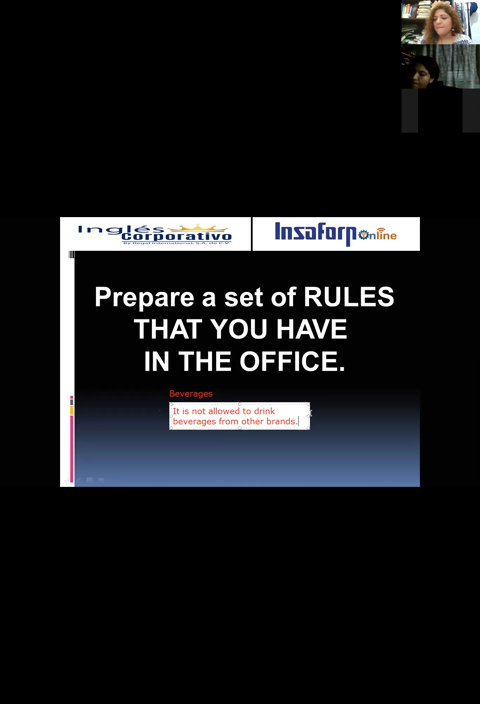 Inglés
Corporativo
Insaforp Online
Prepare a set of RULES
THAT YOU HAVE
IN THE OFFICE.
Beverages
It is not allowed to drink
beverages from other brands.